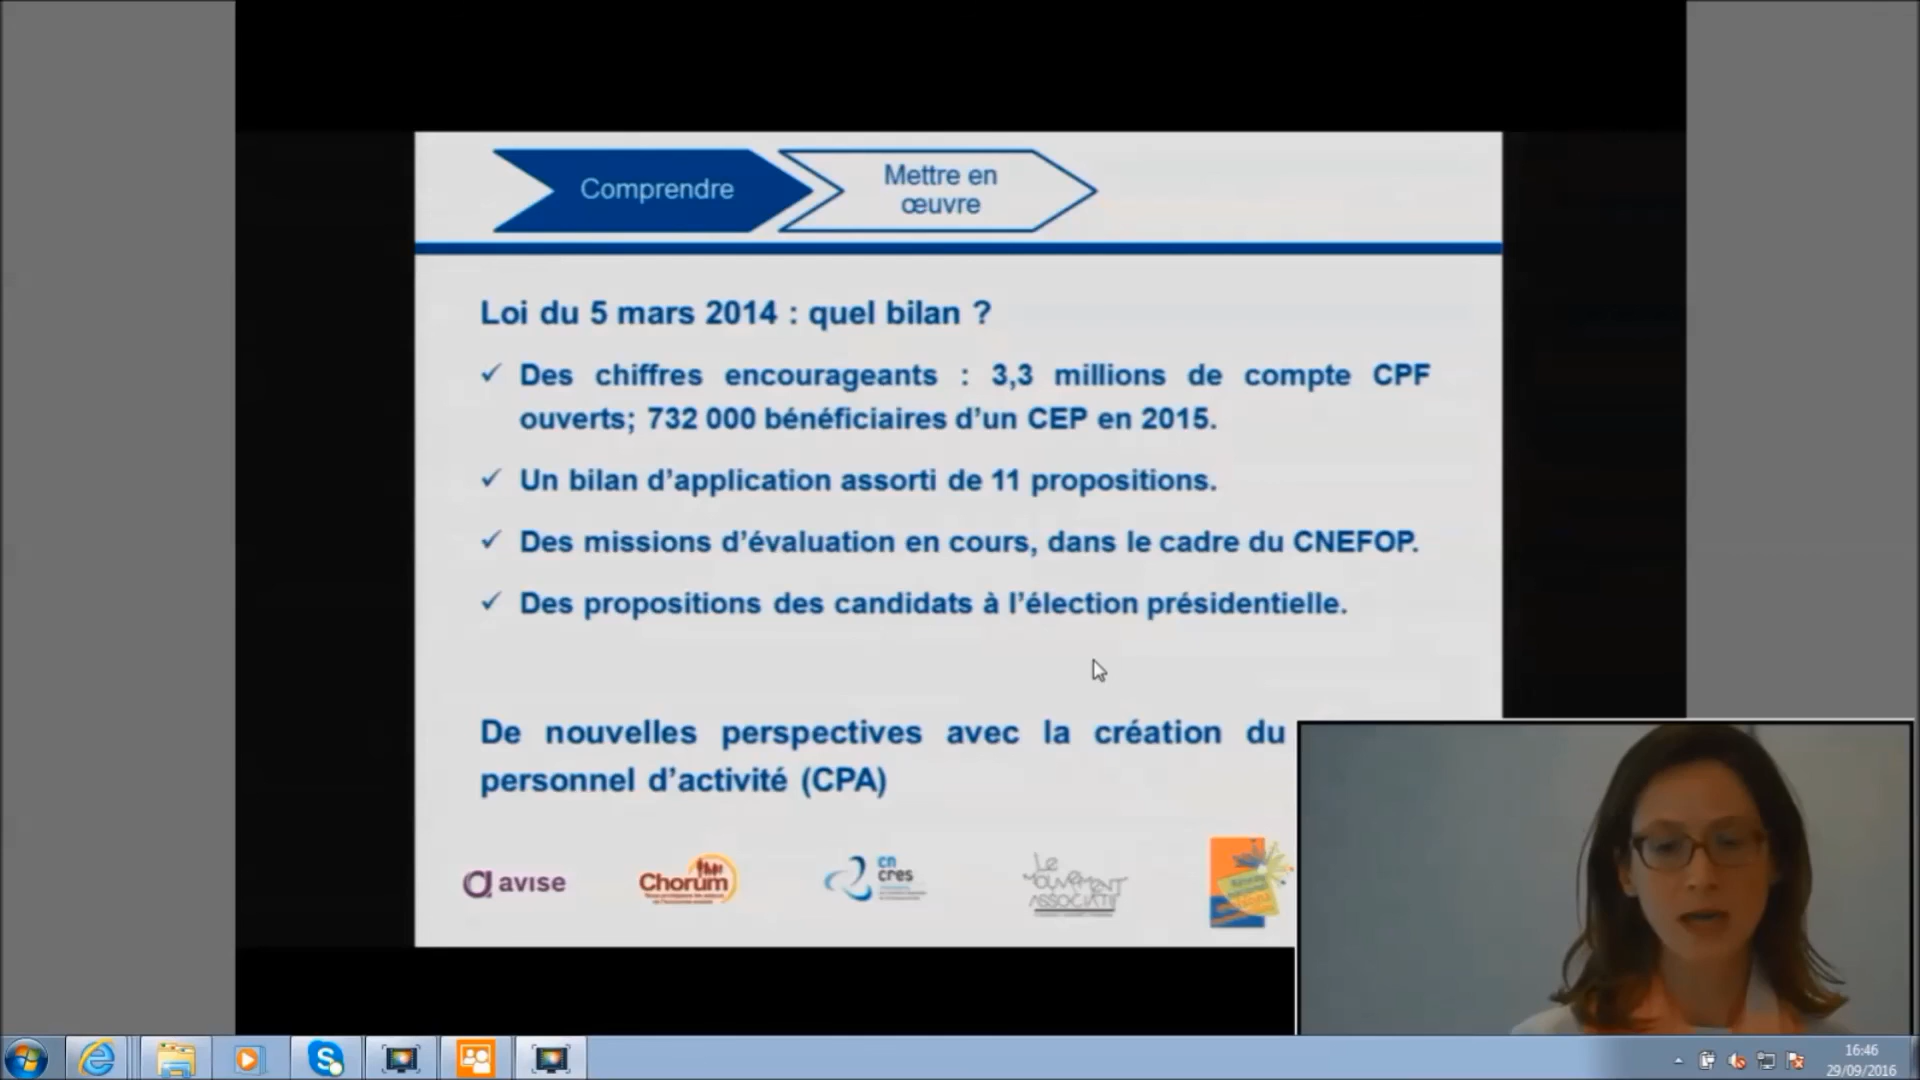 Comprendre
Mettre en
œuvre
Loi du 5 mars 2014 : quel bilan ?
✓ Des chiffres encourageants : 3,3 millions de compte CPF
ouverts; 732 000 bénéficiaires d’un CEP en 2015.
✓ Un bilan d’application assorti de 11 propositions.
✓ Des missions d’évaluation en cours, dans le cadre du CNEFOP.
✓ Des propositions des candidats à l’élection présidentielle.
De nouvelles perspectives avec la création du
personnel d’activité (CPA)
avise
Chorum
cn
cres
Le
mouvement
associatif
16:46
29/09/2016